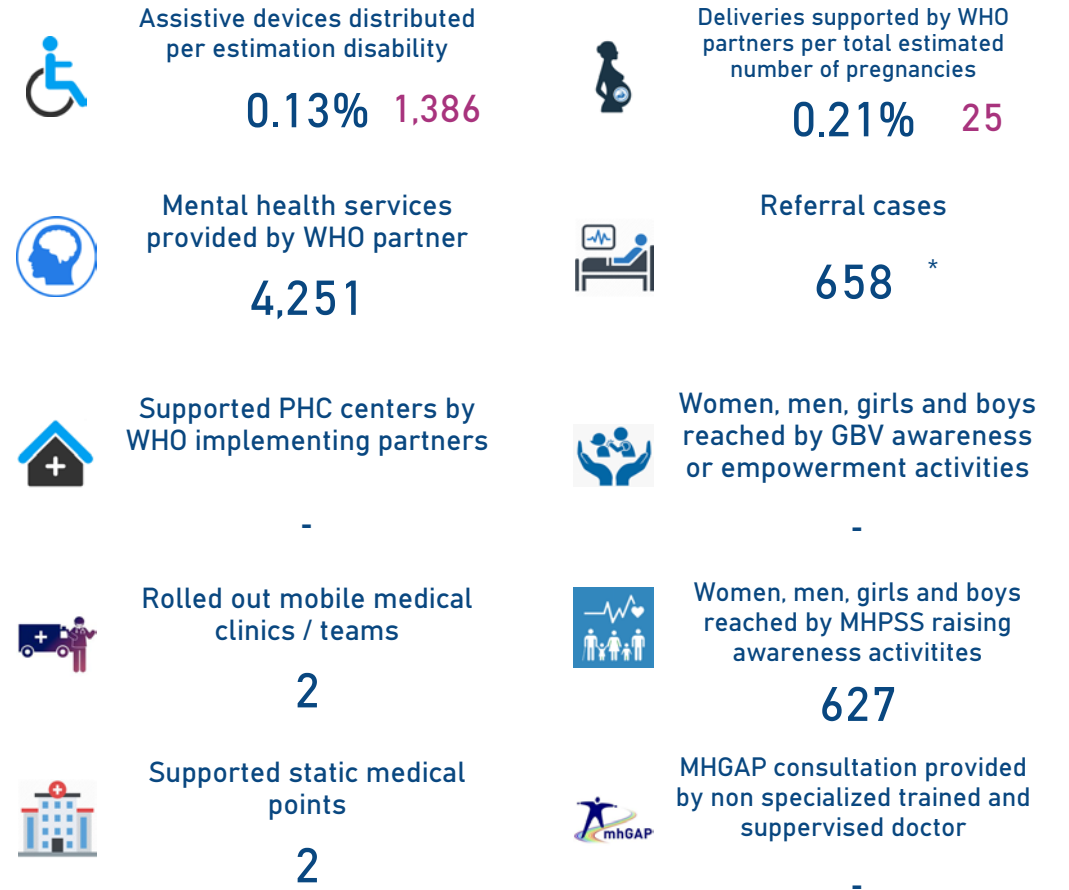 Assistive devices distributed
per estimation disability
0.13% 1,386
Deliveries supported by WHO
partners per total estimated
number of pregnancies
0.21% 25
Mental health services
provided by WHO partner
4,251
Referral cases
658 *
Supported PHC centers by
WHO implementing partners
-
Women, men, girls and boys
reached by GBV awareness
or empowerment activities
-
Rolled out mobile medical
clinics / teams
2
Women, men, girls and boys
reached by MHPSS raising
awareness activitites
627
Supported static medical
points
2
mhGAP
MHGAP consultation provided
by non specialized trained and
suppervised doctor
-